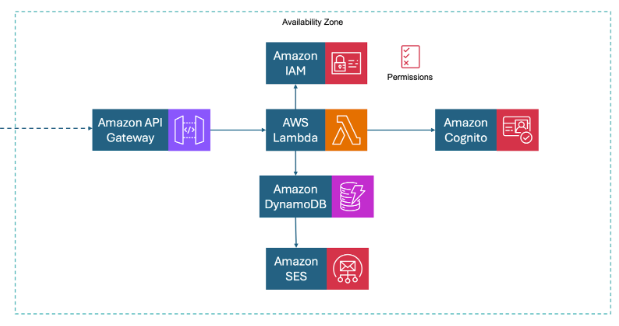 Availability Zone
Amazon
IAM
Permissions
Amazon API
Gateway
AWS
Lambda
Amazon
Cognito
Amazon
DynamoDB
Amazon
SES